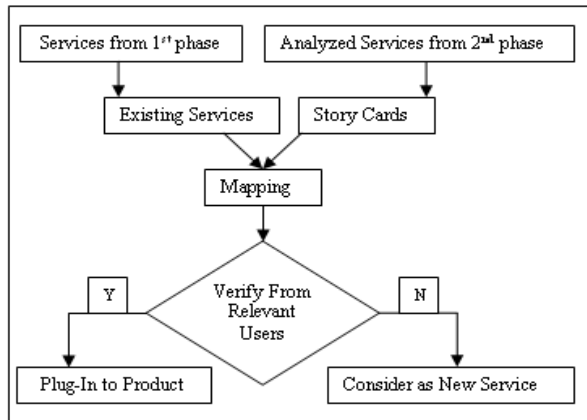 Services from 1st phase
Analyzed Services from 2nd phase
Existing Services
Story Cards
Mapping
Y
Verify From
Relevant
Users
N
Plug-In to Product
Consider as New Service